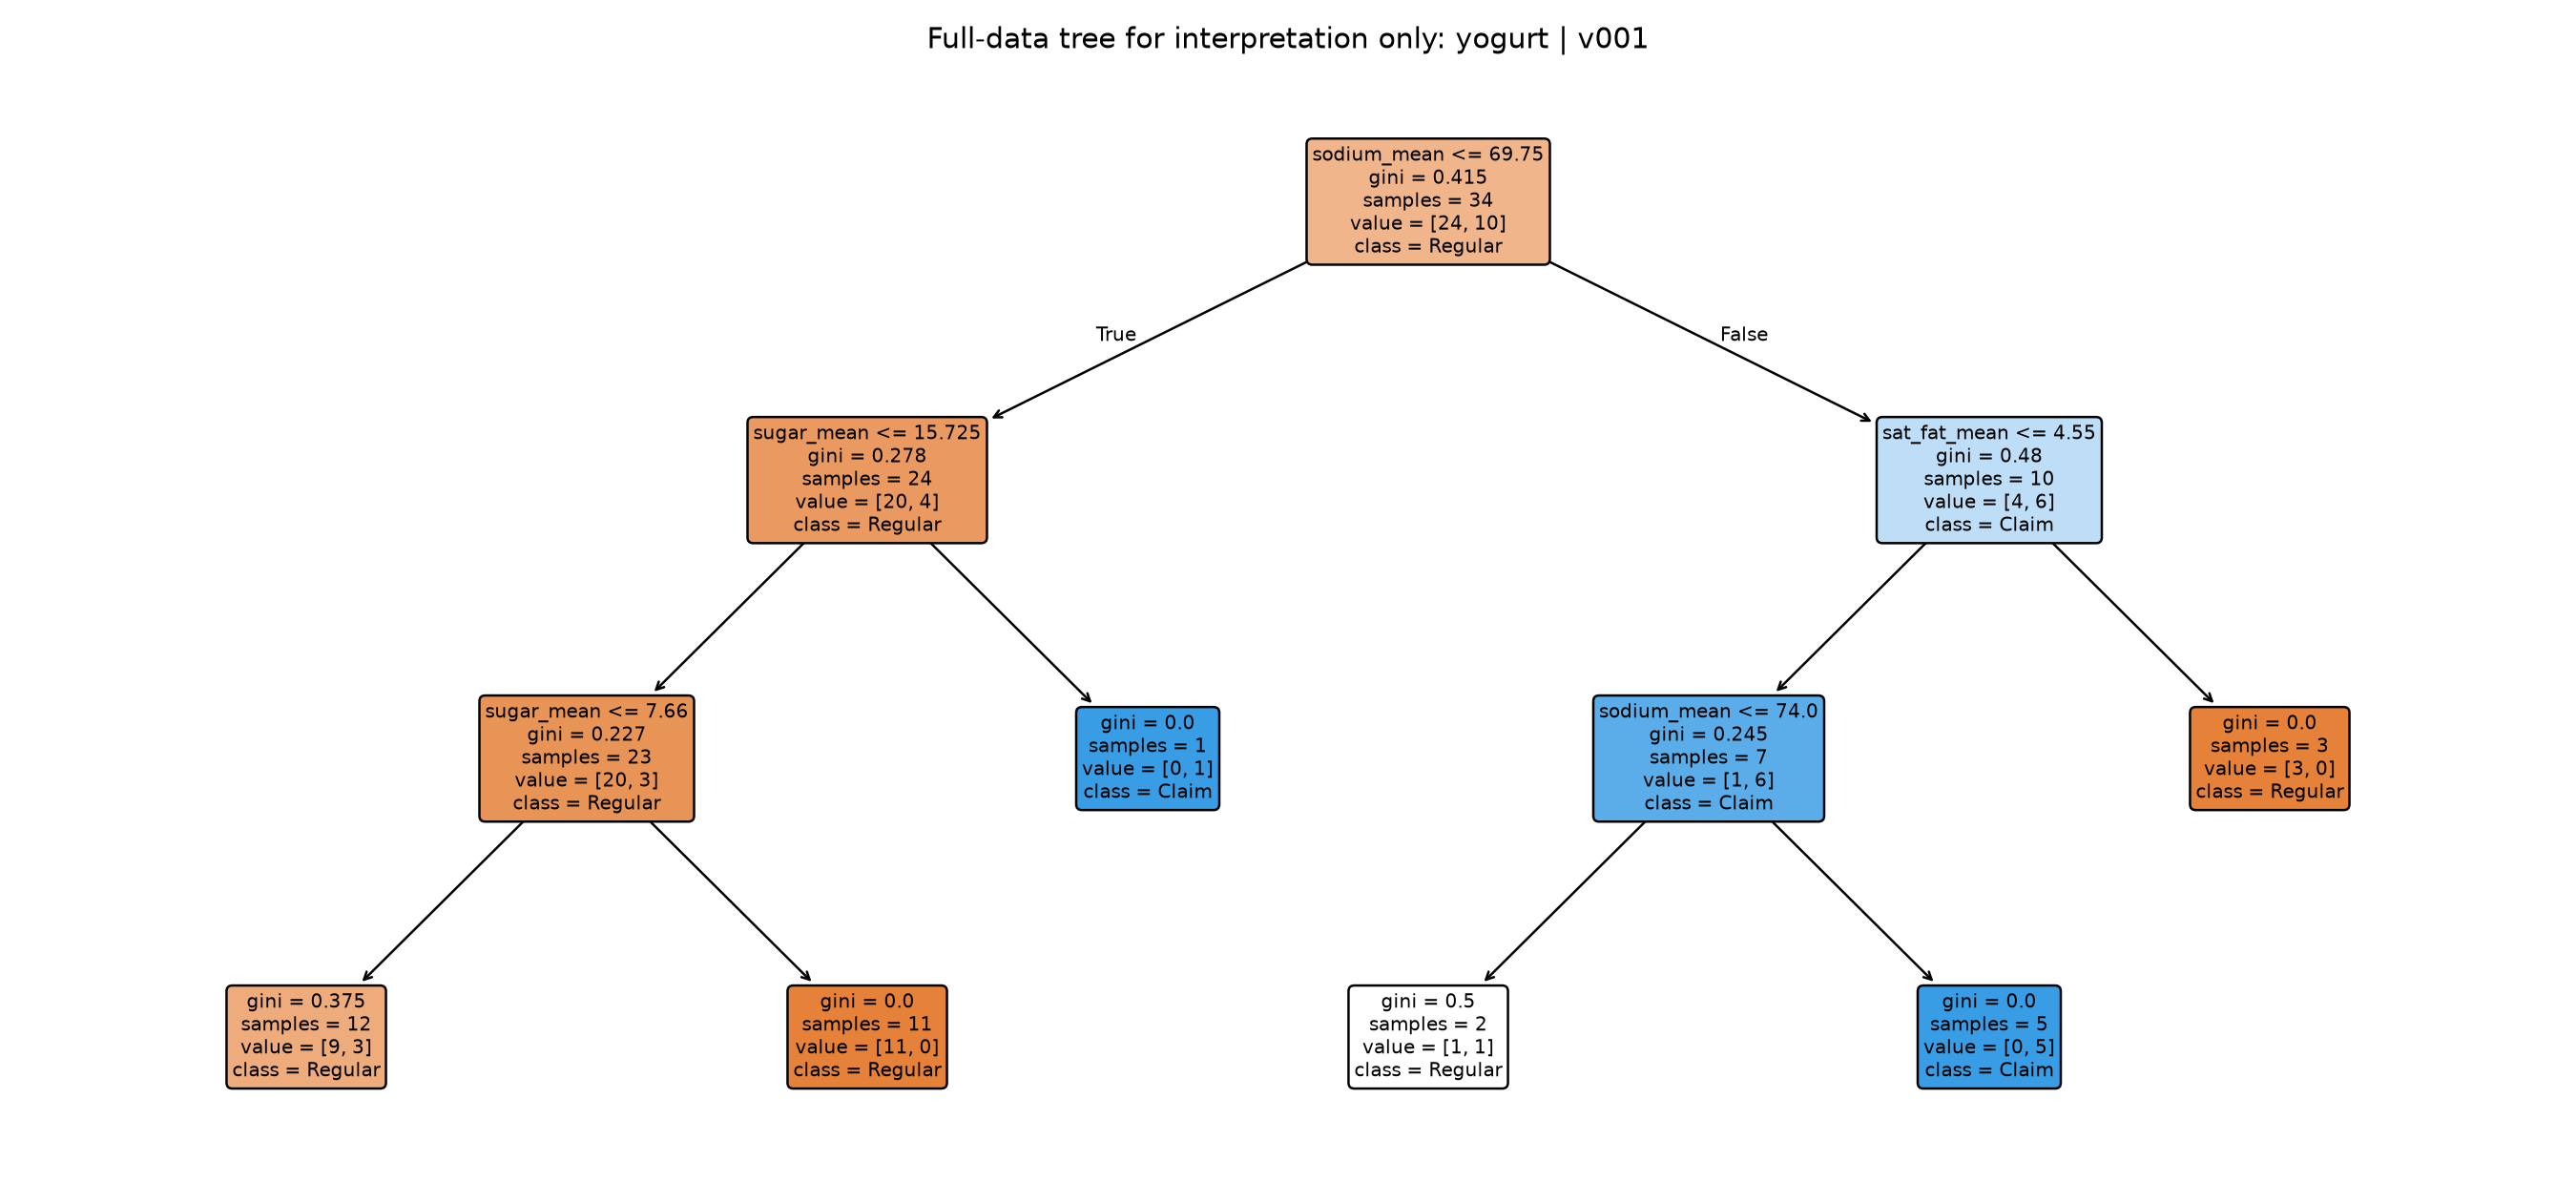 Full-data tree for interpretation only: yogurt | v001
sodium_mean <= 69.75
gini = 0.415
samples = 34
value = [24, 10]
class = Regular
True
False
sugar_mean <= 15.725
gini = 0.278
samples = 24
value = [20, 4]
class = Regular
sat_fat_mean <= 4.55
gini = 0.48
samples = 10
value = [4, 6]
class = Claim
sugar_mean <= 7.66
gini = 0.227
samples = 23
value = [20, 3]
class = Regular
gini = 0.0
samples = 1
value = [0, 1]
class = Claim
sodium_mean <= 74.0
gini = 0.245
samples = 7
value = [1, 6]
class = Claim
gini = 0.0
samples = 3
value = [3, 0]
class = Regular
gini = 0.375
samples = 12
value = [9, 3]
class = Regular
gini = 0.0
samples = 11
value = [11, 0]
class = Regular
gini = 0.5
samples = 2
value = [1, 1]
class = Regular
gini = 0.0
samples = 5
value = [0, 5]
class = Claim